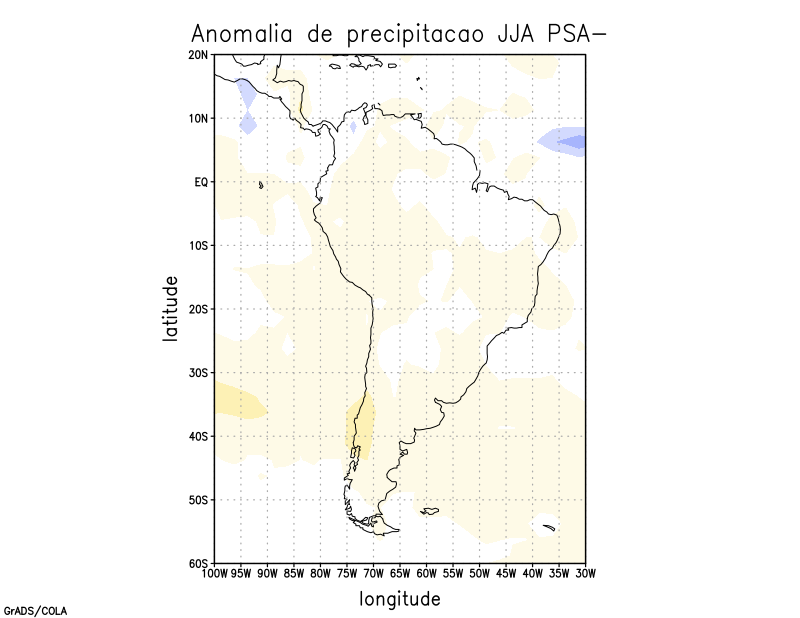 Anomalia de precipitacao JJA PSA-
20N
10N
EQ
10S
20S
30S
40S
50S
60S
latitude
100W 95W 90W 85W 80W 75W 70W 65W 60W 55W 50W 45W 40W 35W 30W
longitude
GrADS/COLA